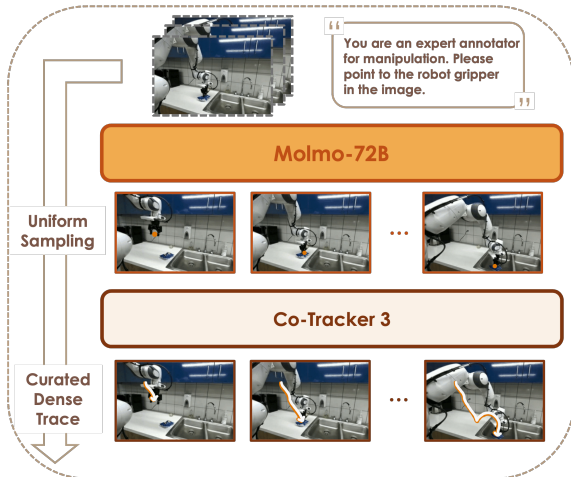 “
You are an expert annotator
for manipulation. Please
point to the robot gripper
in the image.
”
Molmo-72B
Uniform
Sampling
...
Co-Tracker 3
Curated
Dense
Trace
...